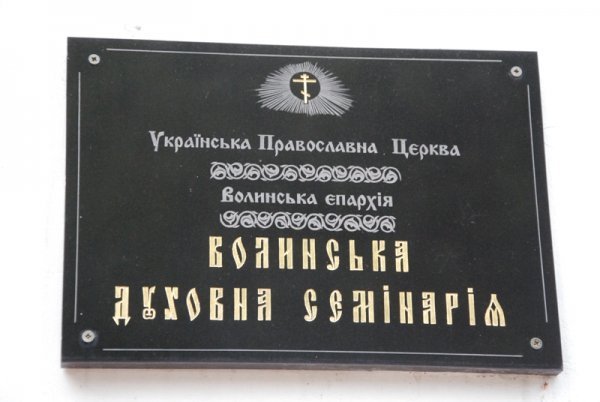 Українська Православна Церква
Волинська єпархія
ВОЛИНСЬКА
ДУХОВНА СЕМІНАРІЯ